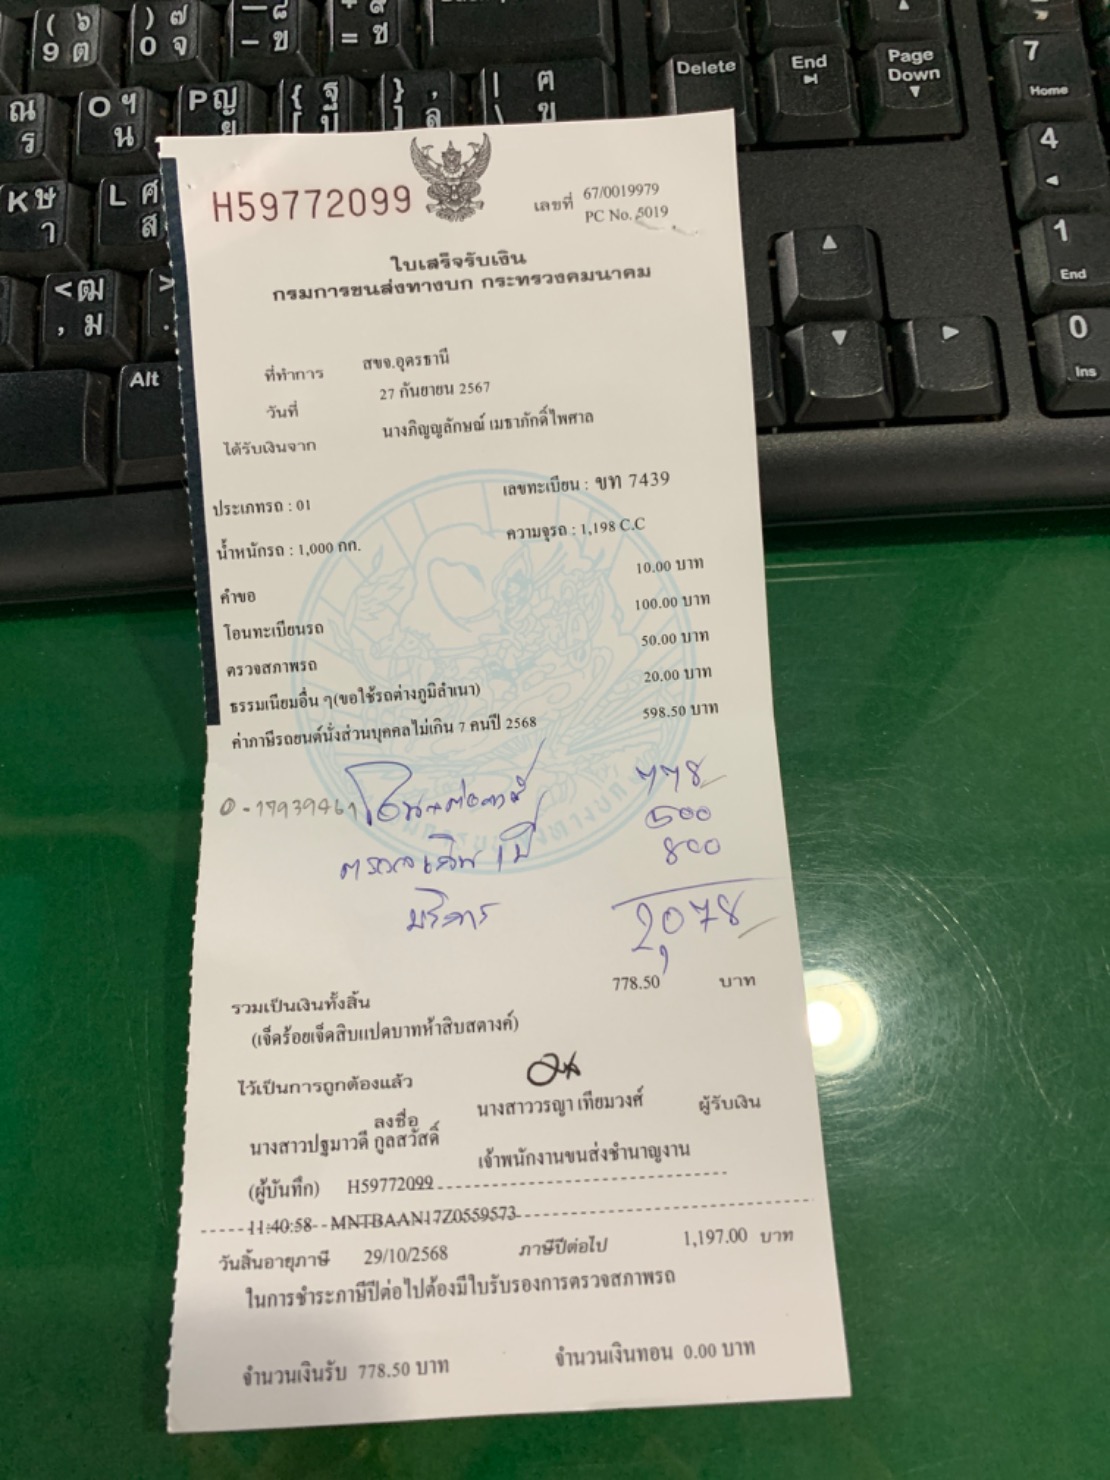 H59772099
เลขที่ 67/0019979
PC No. 5019
ใบเสร็จรับเงิน
กรมการขนส่งทางบก กระทรวงคมนาคม
ที่ทำการ สขจ.อุดรธานี
วันที่ 27 กันยายน 2567
ได้รับเงินจาก นางภิญญลักษณ์ เมธาภักดิ์ไพศาล
ประเภทรถ : 01 เลขทะเบียน : ขท 7439
น้ำหนักรถ : 1,000 กก. ความจุรถ : 1,198 C.C
คำขอ 10.00 บาท
โอนทะเบียนรถ 100.00 บาท
ตรวจสภาพรถ 50.00 บาท
ธรรมเนียมอื่น ๆ(ขอใช้รถต่างภูมิลำเนา) 20.00 บาท
ค่าภาษีรถยนต์นั่งส่วนบุคคลไม่เกิน 7 คนปี 2568 598.50 บาท
778
500
บริการ 800
2,078
รวมเป็นเงินทั้งสิ้น 778.50 บาท
(เจ็ดร้อยเจ็ดสิบแปดบาทห้าสิบสตางค์)
ไว้เป็นการถูกต้องแล้ว
ลงชื่อ นางสาววรญา เทียมวงศ์ ผู้รับเงิน
นางสาวปฐมาวดี กูลสวัสดิ์ เจ้าพนักงานขนส่งชำนาญงาน
(ผู้บันทึก) H59772099
11:40:58 MNTBAAN17Z0559573
วันสิ้นอายุภาษี 29/10/2568 ภาษีปีต่อไป 1,197.00 บาท
ในการชำระภาษีปีต่อไปต้องมีใบรับรองการตรวจสภาพรถ
จำนวนเงินรับ 778.50 บาท จำนวนเงินทอน 0.00 บาท
Delete
End
Page Down
7 Home
4
1 End
0 Ins
Alt